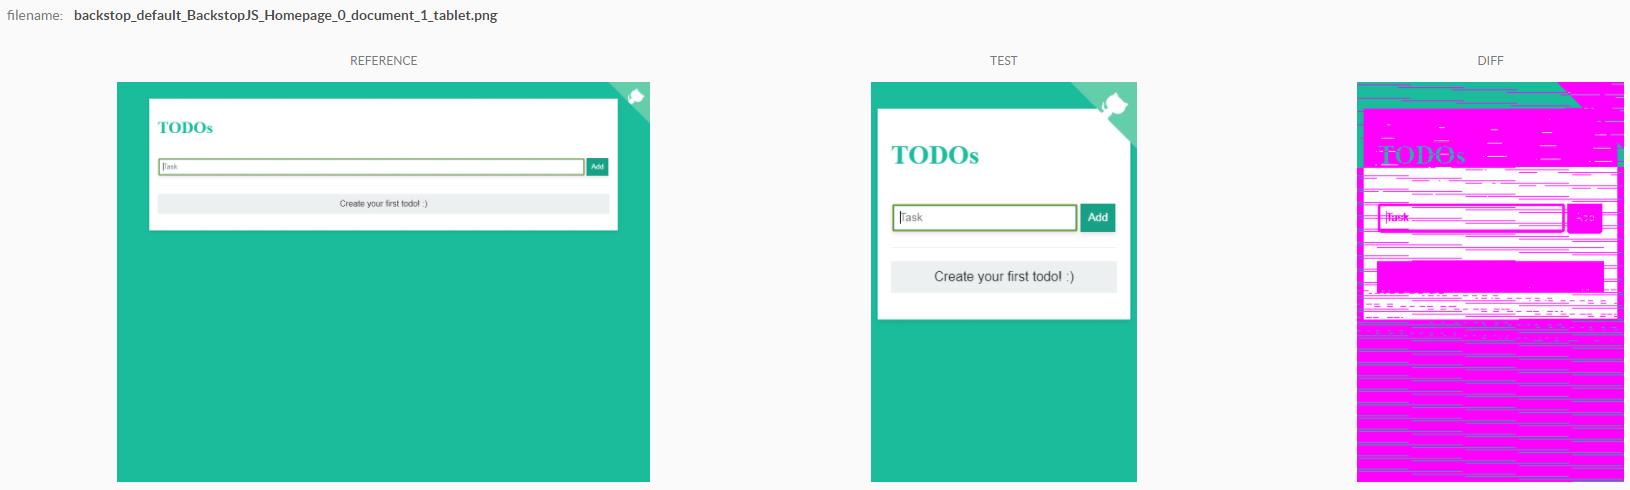 filename: backstop_default_BackstopJS_Homepage_0_document_1_tablet.png
REFERENCE TEST DIFF
TODOs
Task Add
Create your first todo! :)
TODOs
Task Add
Create your first todo! :)
TODOs
Task Add